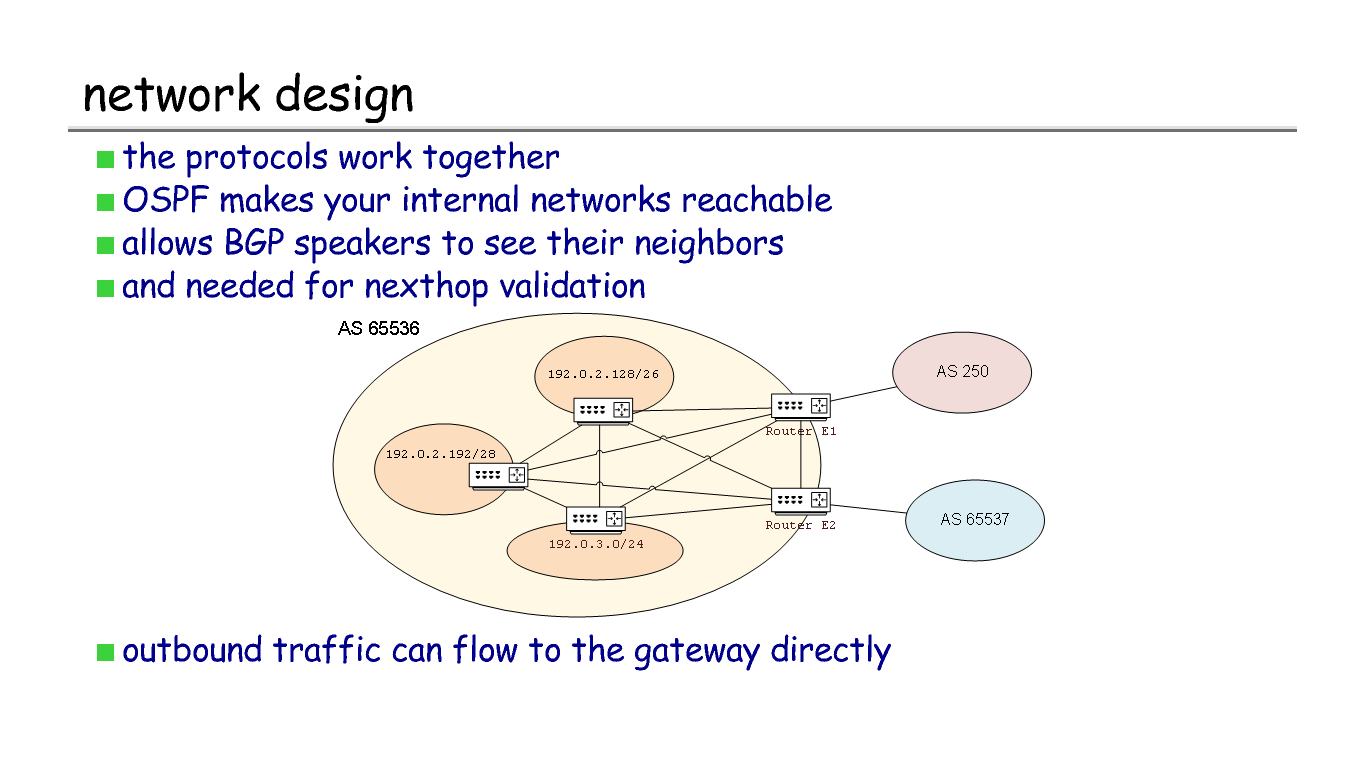 network design
the protocols work together
OSPF makes your internal networks reachable
allows BGP speakers to see their neighbors
and needed for nexthop validation
AS 65536
192.0.2.128/26
AS 250
Router E1
192.0.2.192/28
AS 65537
Router E2
192.0.3.0/24
outbound traffic can flow to the gateway directly